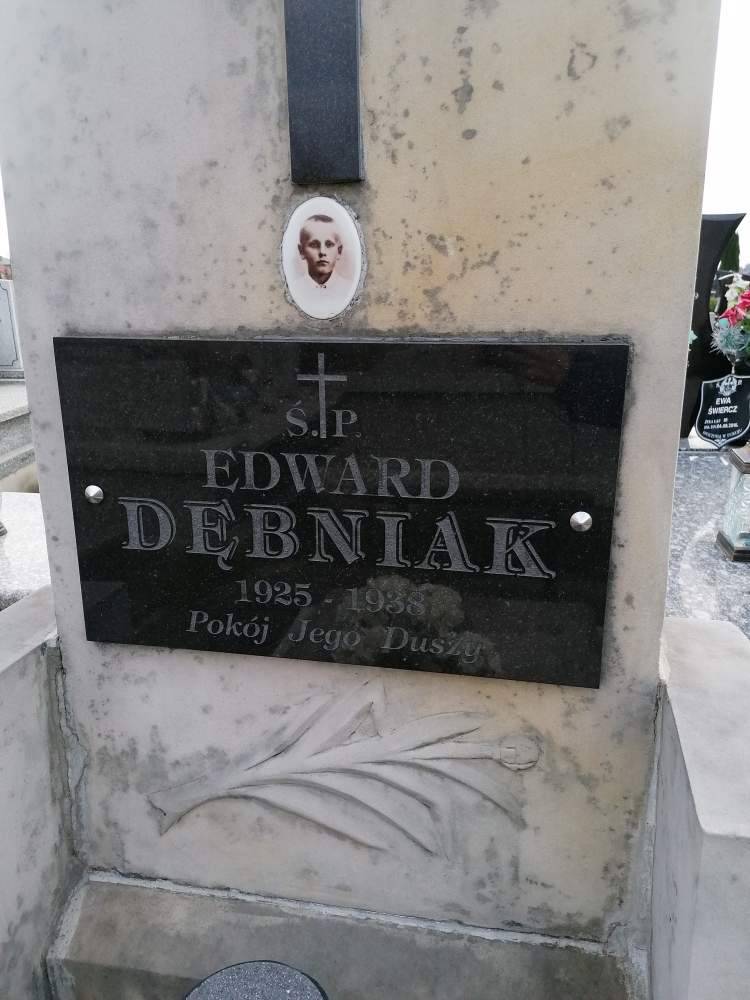 Ś.P.
EDWARD
DĘBNIAK
1925 - 1938
Pokój Jego Duszy
EWA
ŚWIERCZ